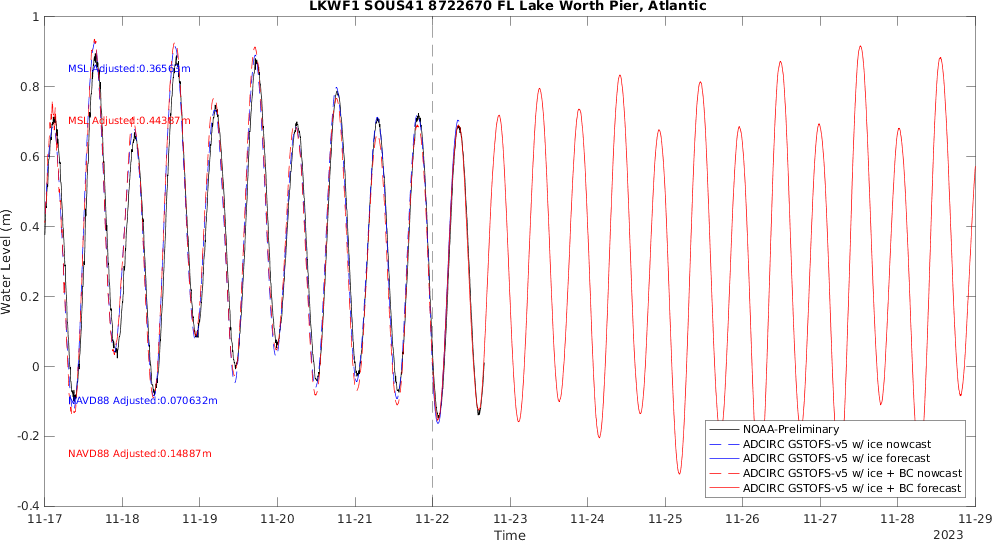 LKWF1 SOUS41 8722670 FL Lake Worth Pier, Atlantic
Water Level (m)
1
0.8
0.6
0.4
0.2
0
-0.2
-0.4
MSL Adjusted:0.3656 m
MSL Adjusted:0.44387m
NAVD88 Adjusted:0.070632m
NAVD88 Adjusted:0.14887m
NOAA-Preliminary
ADCIRC GSTOFS-v5 w/ ice nowcast
ADCIRC GSTOFS-v5 w/ ice forecast
ADCIRC GSTOFS-v5 w/ ice + BC nowcast
ADCIRC GSTOFS-v5 w/ ice + BC forecast
11-17 11-18 11-19 11-20 11-21 11-22 11-23 11-24 11-25 11-26 11-27 11-28 11-29
Time
2023